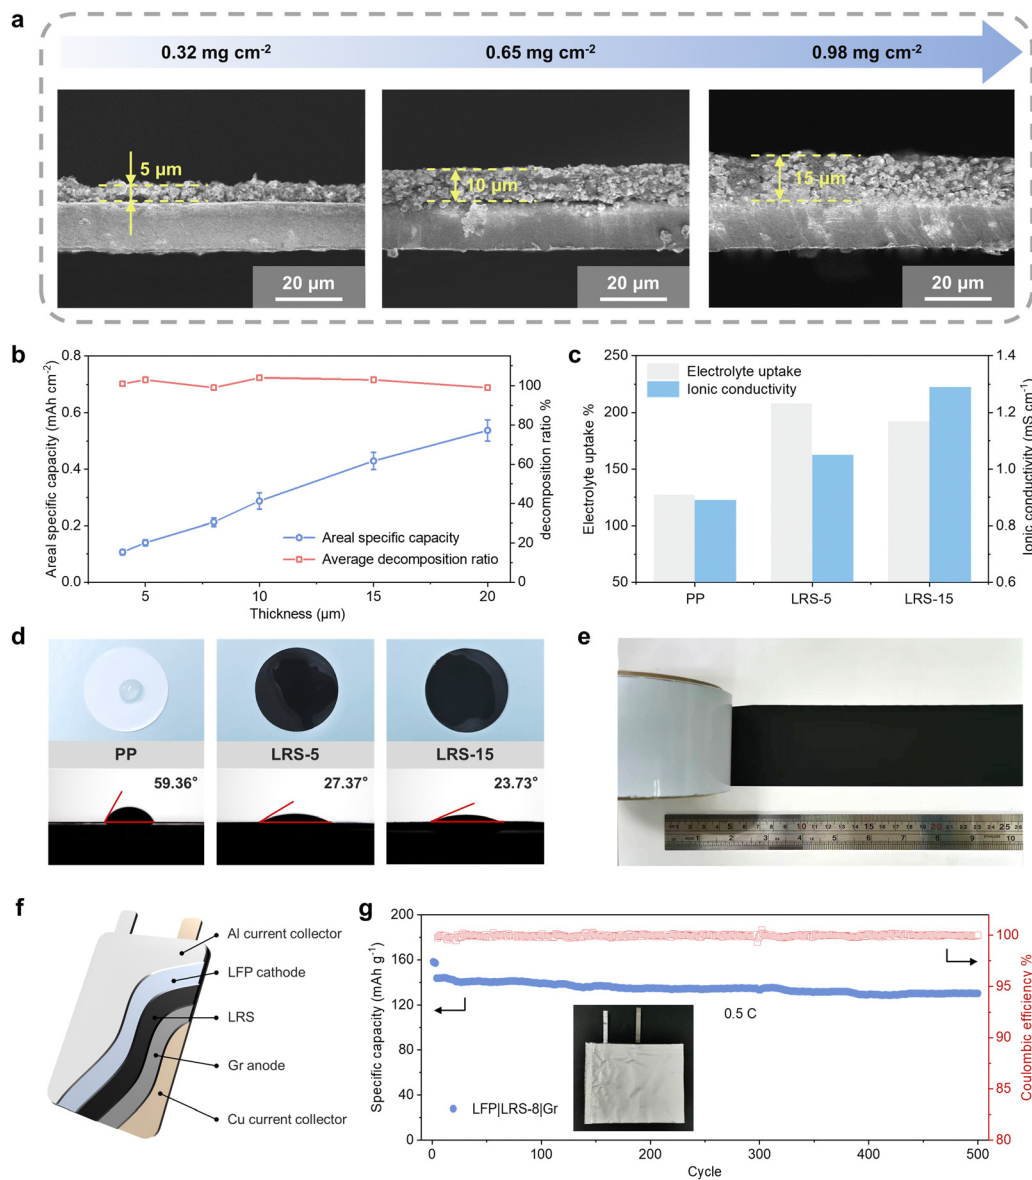 a
0.32 mg cm⁻²
0.65 mg cm⁻²
0.98 mg cm⁻²
5 µm
10 µm
15 µm
20 µm
20 µm
20 µm
b
Areal specific capacity (mAh cm⁻²)
0.8
0.6
0.4
0.2
0.0
100
80
60
40
20
0
decomposition ratio %
Areal specific capacity
Average decomposition ratio
5
10
15
20
Thickness (µm)
c
Electrolyte uptake %
250
200
150
100
50
Electrolyte uptake
Ionic conductivity
1.4
1.2
1.0
0.8
0.6
Ionic conductivity (mS cm⁻¹)
PP
LRS-5
LRS-15
d
PP
LRS-5
LRS-15
59.36°
27.37°
23.73°
e
f
Al current collector
LFP cathode
LRS
Gr anode
Cu current collector
g
Specific capacity (mAh g⁻¹)
200
160
120
80
40
0
0.5 C
LFP|LRS-8|Gr
100
95
90
85
80
Coulombic efficiency %
0
100
200
300
400
500
Cycle